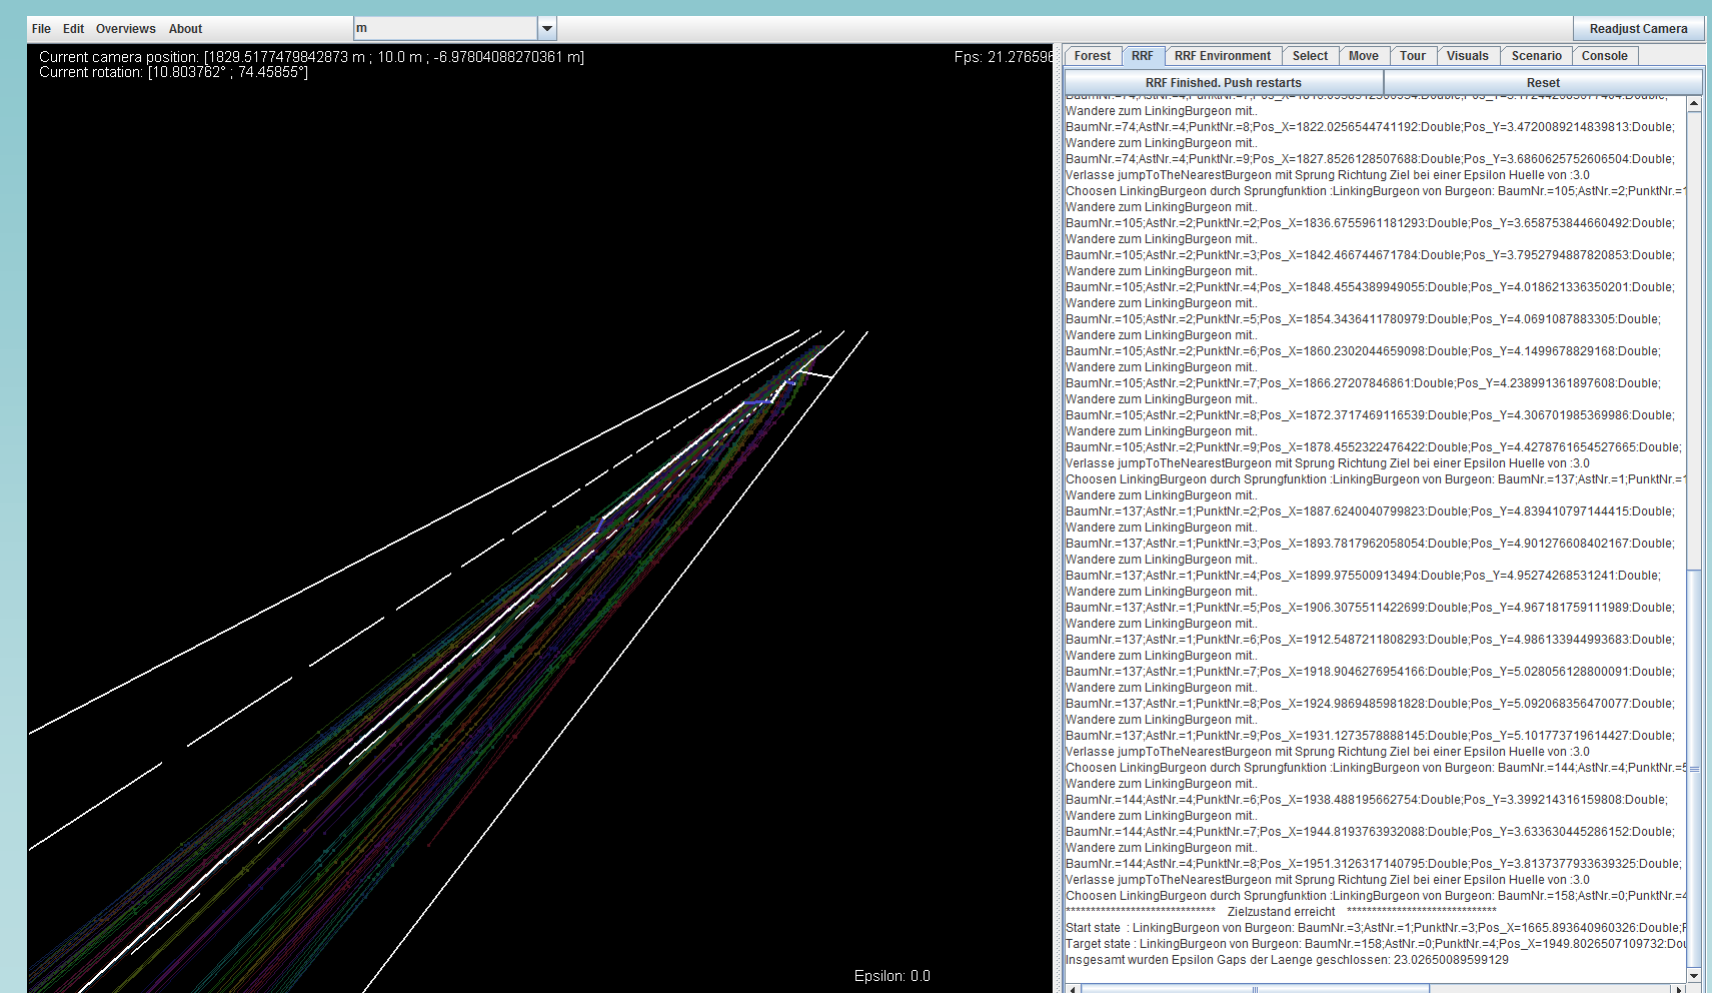 File Edit Overviews About m Readjust Camera
Current camera position: [1829.5177479842873 m ; 10.0 m ; -6.97804088270361 m] Fps: 21.276596
Current rotation: [10.803762° ; 74.45855°]
Forest RRF RRF Environment Select Move Tour Visuals Scenario Console
RRF Finished. Push restarts Reset
Wandere zum LinkingBurgeon mit..
BaumNr.=74;AstNr.=4;PunktNr.=8;Pos_X=1822.0256544741192:Double;Pos_Y=3.4720089214839813:Double;
Wandere zum LinkingBurgeon mit..
BaumNr.=74;AstNr.=4;PunktNr.=9;Pos_X=1827.8526128507688:Double;Pos_Y=3.6860625752606504:Double;
Verlasse jumpToTheNearestBurgeon mit Sprung Richtung Ziel bei einer Epsilon Huelle von :3.0
Choosen LinkingBurgeon durch Sprungfunktion :LinkingBurgeon von Burgeon: BaumNr.=105;AstNr.=2;PunktNr.=1
Wandere zum LinkingBurgeon mit..
BaumNr.=105;AstNr.=2;PunktNr.=2;Pos_X=1836.6755961181293:Double;Pos_Y=3.658753844660492:Double;
Wandere zum LinkingBurgeon mit..
BaumNr.=105;AstNr.=2;PunktNr.=3;Pos_X=1842.466744671784:Double;Pos_Y=3.7952794887820853:Double;
Wandere zum LinkingBurgeon mit..
BaumNr.=105;AstNr.=2;PunktNr.=4;Pos_X=1848.4554389949055:Double;Pos_Y=4.018621336350201:Double;
Wandere zum LinkingBurgeon mit..
BaumNr.=105;AstNr.=2;PunktNr.=5;Pos_X=1854.3436411780979:Double;Pos_Y=4.0691087883305:Double;
Wandere zum LinkingBurgeon mit..
BaumNr.=105;AstNr.=2;PunktNr.=6;Pos_X=1860.2302044659098:Double;Pos_Y=4.1499678829168:Double;
Wandere zum LinkingBurgeon mit..
BaumNr.=105;AstNr.=2;PunktNr.=7;Pos_X=1866.27207846861:Double;Pos_Y=4.238991361897608:Double;
Wandere zum LinkingBurgeon mit..
BaumNr.=105;AstNr.=2;PunktNr.=8;Pos_X=1872.3717469116539:Double;Pos_Y=4.306701985369986:Double;
Wandere zum LinkingBurgeon mit..
BaumNr.=105;AstNr.=2;PunktNr.=9;Pos_X=1878.4552322476422:Double;Pos_Y=4.4278761654527665:Double;
Verlasse jumpToTheNearestBurgeon mit Sprung Richtung Ziel bei einer Epsilon Huelle von :3.0
Choosen LinkingBurgeon durch Sprungfunktion :LinkingBurgeon von Burgeon: BaumNr.=137;AstNr.=1;PunktNr.=1
Wandere zum LinkingBurgeon mit..
BaumNr.=137;AstNr.=1;PunktNr.=2;Pos_X=1887.6240040799823:Double;Pos_Y=4.839410797144415:Double;
Wandere zum LinkingBurgeon mit..
BaumNr.=137;AstNr.=1;PunktNr.=3;Pos_X=1893.7817962058054:Double;Pos_Y=4.901276608402167:Double;
Wandere zum LinkingBurgeon mit..
BaumNr.=137;AstNr.=1;PunktNr.=4;Pos_X=1899.975500913494:Double;Pos_Y=4.95274268531241:Double;
Wandere zum LinkingBurgeon mit..
BaumNr.=137;AstNr.=1;PunktNr.=5;Pos_X=1906.3075511422699:Double;Pos_Y=4.967181759111989:Double;
Wandere zum LinkingBurgeon mit..
BaumNr.=137;AstNr.=1;PunktNr.=6;Pos_X=1912.5487211808293:Double;Pos_Y=4.986133944993683:Double;
Wandere zum LinkingBurgeon mit..
BaumNr.=137;AstNr.=1;PunktNr.=7;Pos_X=1918.9046276954166:Double;Pos_Y=5.028056128800091:Double;
Wandere zum LinkingBurgeon mit..
BaumNr.=137;AstNr.=1;PunktNr.=8;Pos_X=1924.9869485981828:Double;Pos_Y=5.092068356470077:Double;
Wandere zum LinkingBurgeon mit..
BaumNr.=137;AstNr.=1;PunktNr.=9;Pos_X=1931.1273578888145:Double;Pos_Y=5.101773719614427:Double;
Verlasse jumpToTheNearestBurgeon mit Sprung Richtung Ziel bei einer Epsilon Huelle von :3.0
Choosen LinkingBurgeon durch Sprungfunktion :LinkingBurgeon von Burgeon: BaumNr.=144;AstNr.=4;PunktNr.=5
Wandere zum LinkingBurgeon mit..
BaumNr.=144;AstNr.=4;PunktNr.=6;Pos_X=1938.488195662754:Double;Pos_Y=3.399214316159808:Double;
Wandere zum LinkingBurgeon mit..
BaumNr.=144;AstNr.=4;PunktNr.=7;Pos_X=1944.8193763932088:Double;Pos_Y=3.633630445286152:Double;
Wandere zum LinkingBurgeon mit..
BaumNr.=144;AstNr.=4;PunktNr.=8;Pos_X=1951.3126317140795:Double;Pos_Y=3.8137377933639325:Double;
Verlasse jumpToTheNearestBurgeon mit Sprung Richtung Ziel bei einer Epsilon Huelle von :3.0
Choosen LinkingBurgeon durch Sprungfunktion :LinkingBurgeon von Burgeon: BaumNr.=158;AstNr.=0;PunktNr.=4
****************************** Zielzustand erreicht ******************************
Start state : LinkingBurgeon von Burgeon: BaumNr.=3;AstNr.=1;PunktNr.=3;Pos_X=1665.893640960326:Double;
Target state : LinkingBurgeon von Burgeon: BaumNr.=158;AstNr.=0;PunktNr.=4;Pos_X=1949.8026507109732:Dou
Insgesamt wurden Epsilon Gaps der Laenge geschlossen: 23.02650089599129
Epsilon: 0.0